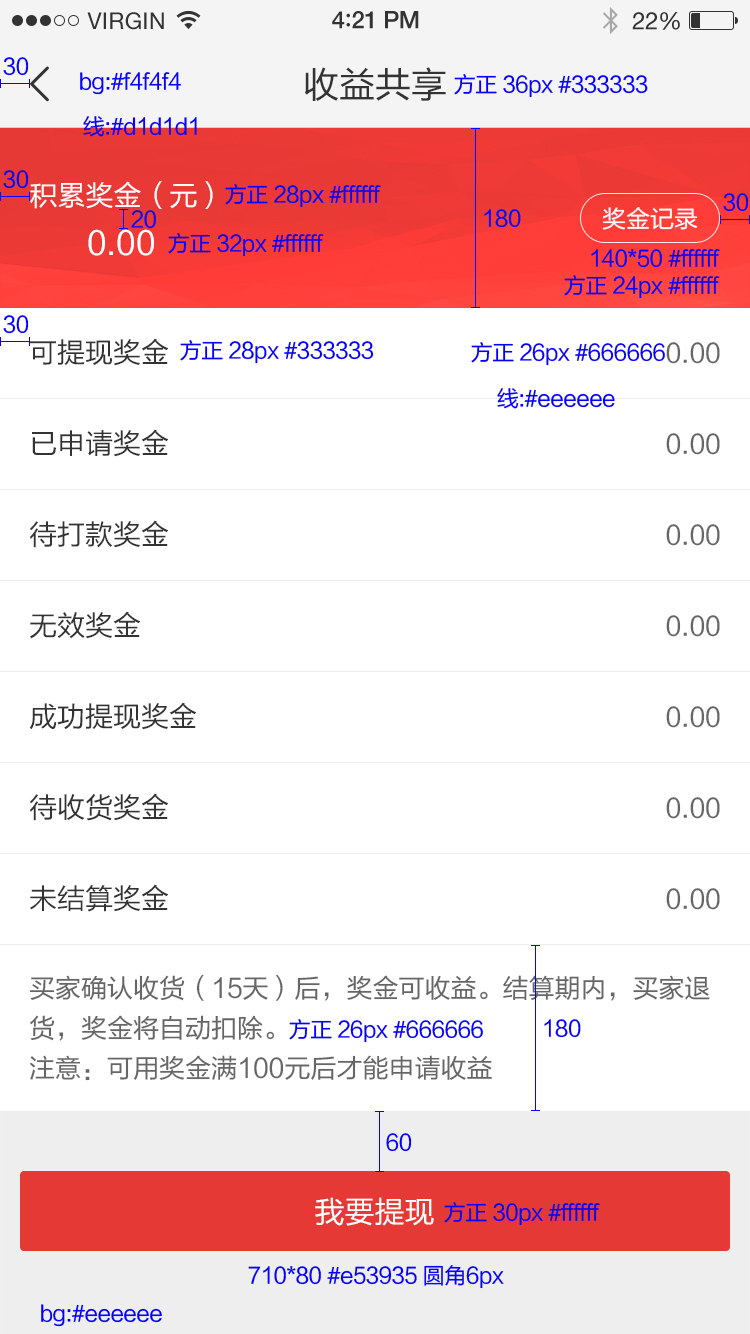 VIRGIN 4:21 PM 22%
30 bg:#f4f4f4 收益共享 方正 36px #333333
线:#d1d1d1
30 积累奖金（元） 方正 28px #ffffff
20 180 奖金记录 30
0.00 方正 32px #ffffff
140*50 #ffffff
方正 24px #ffffff
30
可提现奖金 方正 28px #333333 方正 26px #666666 0.00
线:#eeeeee
已申请奖金 0.00
待打款奖金 0.00
无效奖金 0.00
成功提现奖金 0.00
待收货奖金 0.00
未结算奖金 0.00
买家确认收货（15天）后，奖金可收益。结算期内，买家退
货，奖金将自动扣除。 方正 26px #666666 180
注意：可用奖金满100元后才能申请收益
60
我要提现 方正 30px #ffffff
710*80 #e53935 圆角6px
bg:#eeeeee